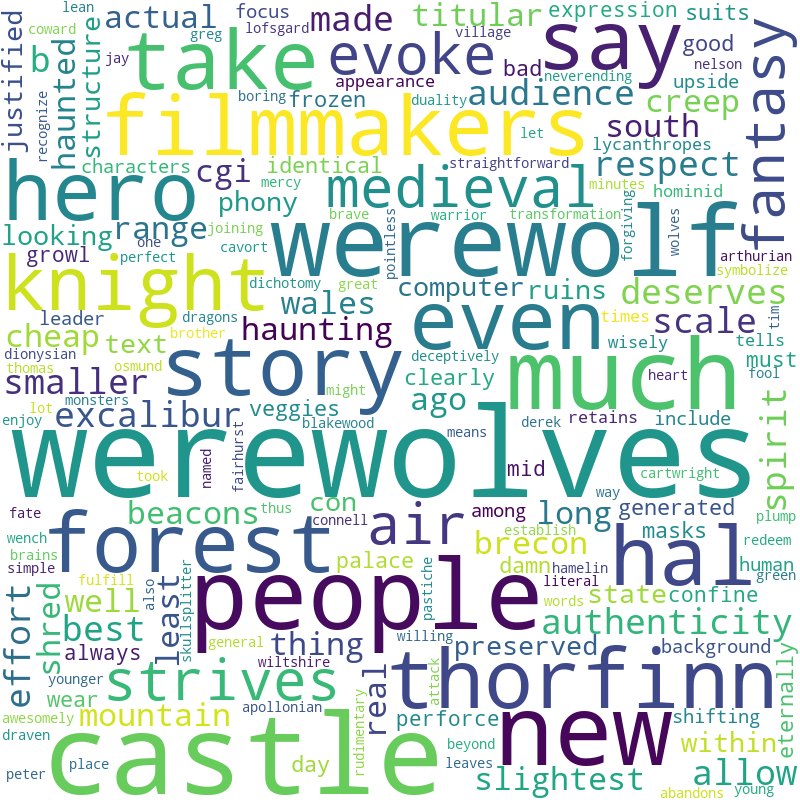 coward
lean
greg
lofsgard
made
titular
expression
suits
actual
focus
village
say
fantasy
justified
b
structure
haunted
jay
take
evoke
appearance
bad
neverending
good
nelson
upside
audience
creep
recognize
boring
frozen
duality
let
south
lycanthropes
filmmakers
characters
cgi
identical
straightforward
respect
hero
mercy
medieval
minutes
hominid
phony
brave
warrior
transformation
forgiving
looking
range
joining
one
cavort
pointless
werewolf
wolves
arthurian
symbolize
growl
perfect
knight
dichotomy
great
computer
ruins
deserves
leader
dragons
wales
even
times
scale
tim
cheap
text
brother
haunting
wisely
tells
must
dionysian
thomas
osmund
story
deceptively
much
fool
smaller
monsters
might
clearly
heart
enjoy
lot
excalibur
veggies
ago
derek
retains
include
blakewood
means
werewolves
spirit
took
named
fairhurst
mid
cartwright
way
fate
beacons
thus
con
connell
air
among
long
generated
plump
wench
brains
simple
forest
establish
masks
redeem
brecon
damn
hamelin
hal
human
green
palace
literal
fulfill
also
skullsplitter
people
pastiche
state
confine
effort
shred
well
words
best
least
authenticity
always
general
thing
willing
preserved
background
younger
wiltshire
real
attack
thorfinn
strives
wear
awesomely
mountain
apollonian
rudimentary
perforce
new
shifting
eternally
draven
castle
day
beyond
within
peter
place
leaves
slightest
allow
abandons
young